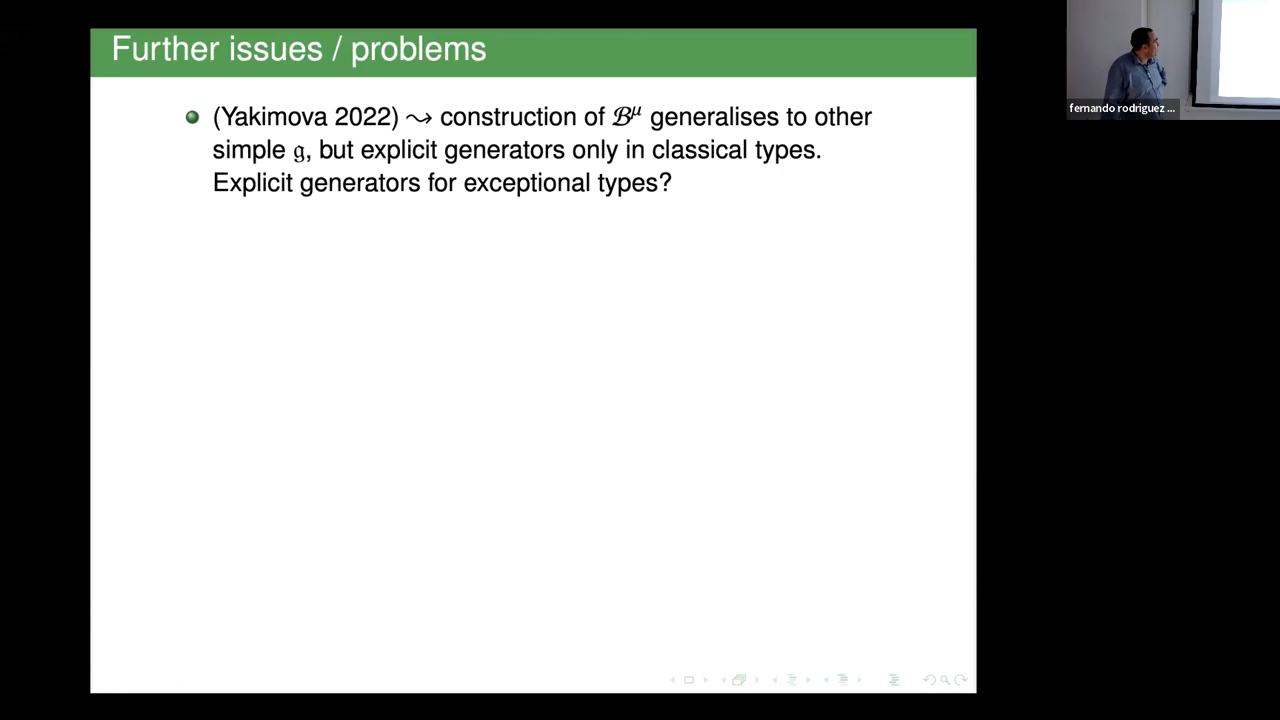 Further issues / problems
(Yakimova 2022) ⇝ construction of ℬ^μ generalises to other
simple 𝔤, but explicit generators only in classical types.
Explicit generators for exceptional types?
fernando rodriguez ...